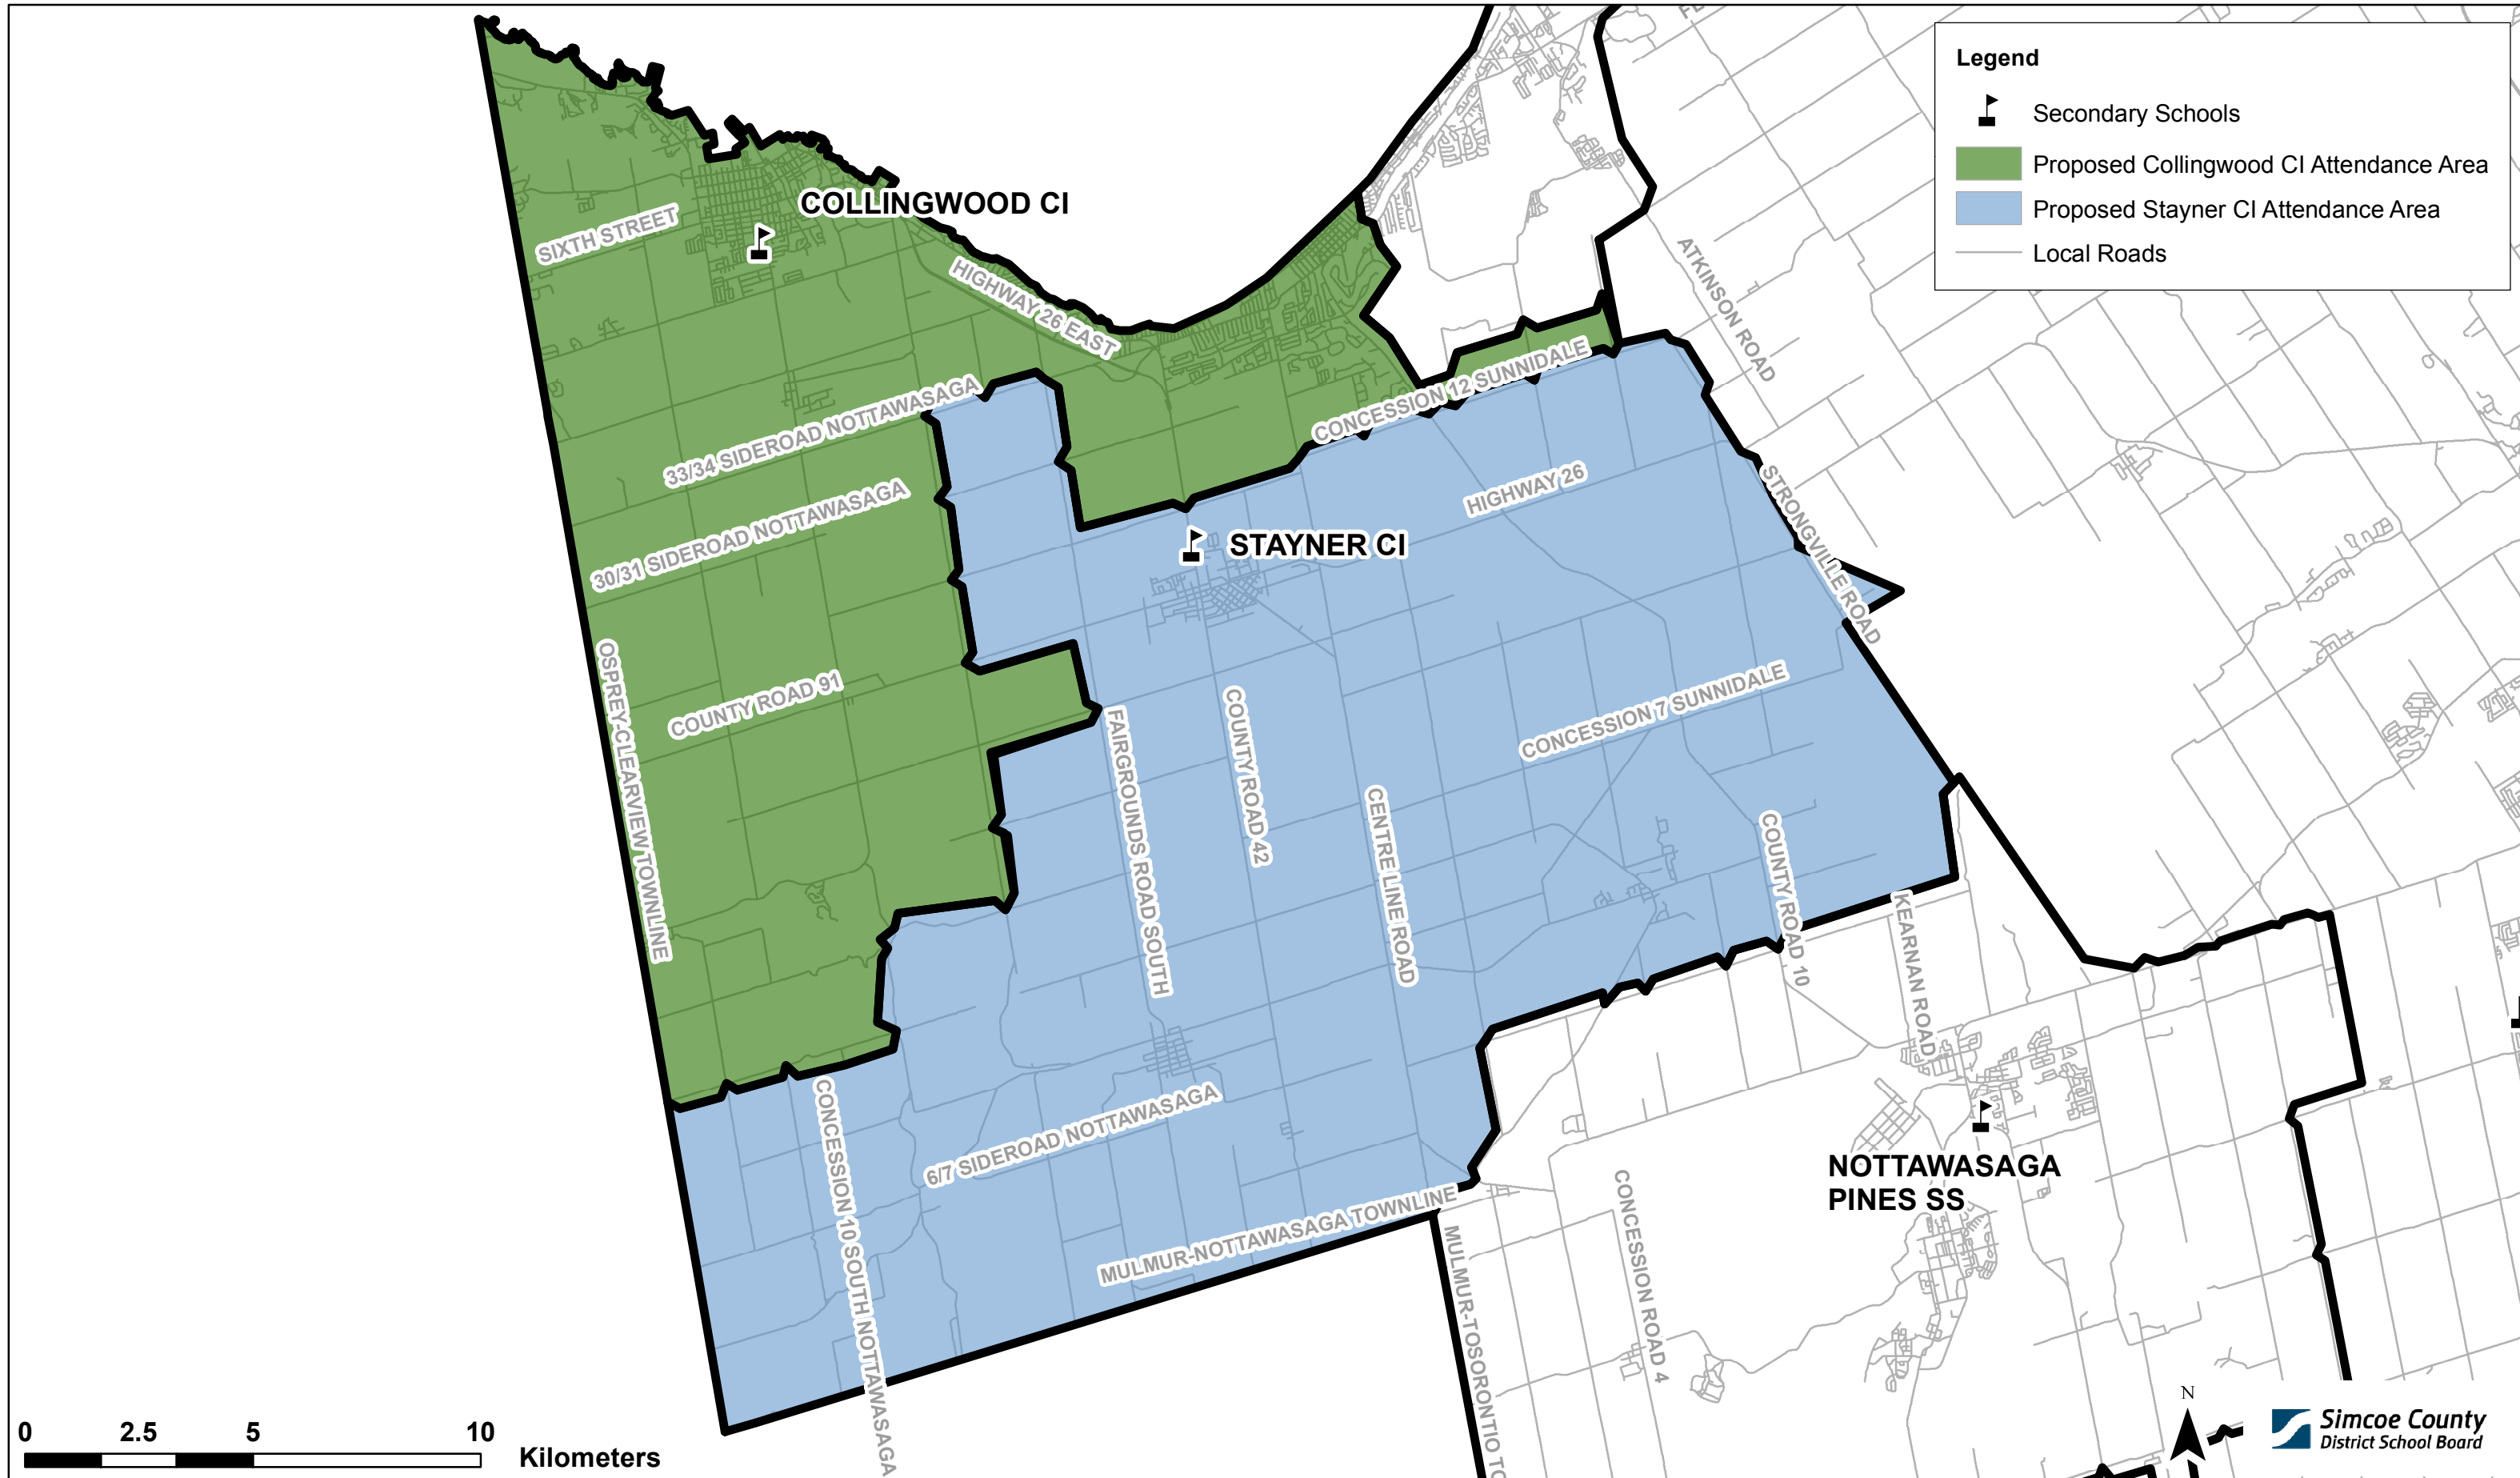 Legend
Secondary Schools
Proposed Collingwood CI Attendance Area
Proposed Stayner CI Attendance Area
Local Roads
COLLINGWOOD CI
SIXTH STREET
HIGHWAY 26 EAST
ATKINSON ROAD
CONCESSION 12 SUNNIDALE
33/34 SIDEROAD NOTTAWASAGA
30/31 SIDEROAD NOTTAWASAGA
HIGHWAY 26
STRONGVILLE ROAD
STAYNER CI
OSPREY-CLEARVIEW TOWNLINE
COUNTY ROAD 91
FAIRGROUNDS ROAD SOUTH
COUNTY ROAD 42
CENTRE LINE ROAD
CONCESSION 7 SUNNIDALE
COUNTY ROAD 10
KEARNAN ROAD
CONCESSION 10 SOUTH NOTTAWASAGA
6/7 SIDEROAD NOTTAWASAGA
MULMUR-NOTTAWASAGA TOWNLINE
MULMUR-TOSORONTIO TO
CONCESSION ROAD 4
NOTTAWASAGA
PINES SS
0 2.5 5 10
Kilometers
N
Simcoe County
District School Board